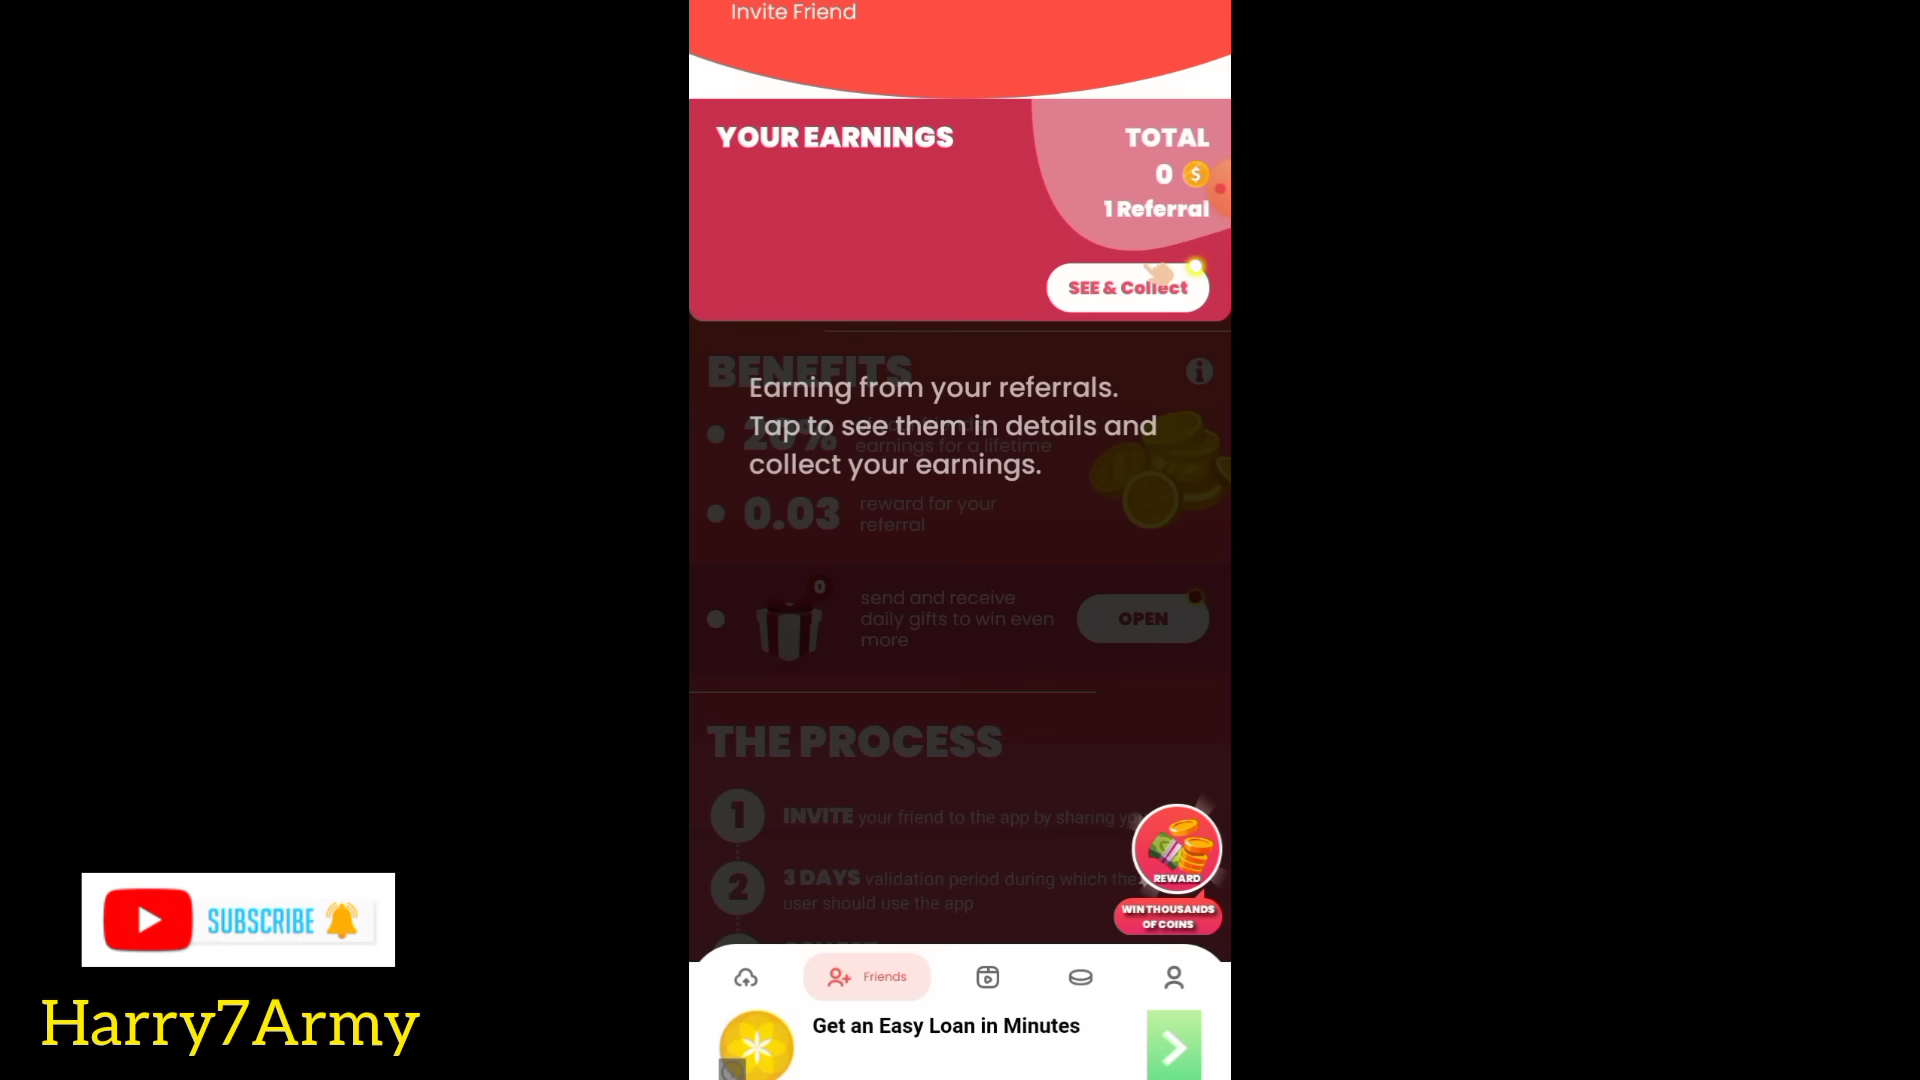 Invite Friend
YOUR EARNINGS
TOTAL
0
1 Referral
SEE & Collect
BENEFITS
Earning from your referrals.
Tap to see them in details and
collect your earnings.
20%
earnings for a lifetime
0.03 reward for your
referral
0
send and receive
daily gifts to win even
more
OPEN
THE PROCESS
1 INVITE your friend to the app by sharing yo
2 3 DAYS validation period during which the
user should use the app
REWARD
WIN THOUSANDS
OF COINS
Friends
Get an Easy Loan in Minutes
SUBSCRIBE
Harry7Army